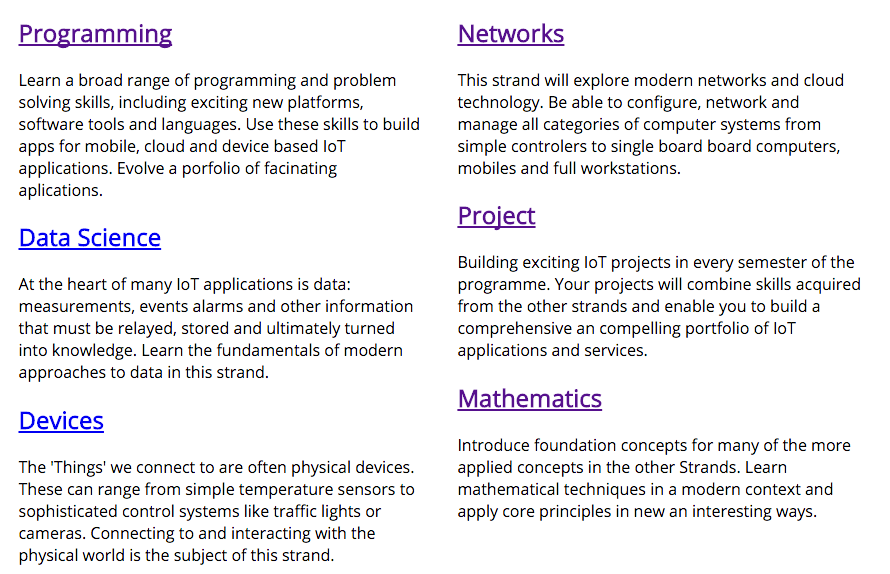 Programming
Learn a broad range of programming and problem
solving skills, including exciting new platforms,
software tools and languages. Use these skills to build
apps for mobile, cloud and device based IoT
applications. Evolve a porfolio of facinating
aplications.
Data Science
At the heart of many IoT applications is data:
measurements, events alarms and other information
that must be relayed, stored and ultimately turned
into knowledge. Learn the fundamentals of modern
approaches to data in this strand.
Devices
The 'Things' we connect to are often physical devices.
These can range from simple temperature sensors to
sophisticated control systems like traffic lights or
cameras. Connecting to and interacting with the
physical world is the subject of this strand.
Networks
This strand will explore modern networks and cloud
technology. Be able to configure, network and
manage all categories of computer systems from
simple controlers to single board board computers,
mobiles and full workstations.
Project
Building exciting IoT projects in every semester of the
programme. Your projects will combine skills acquired
from the other strands and enable you to build a
comprehensive an compelling portfolio of IoT
applications and services.
Mathematics
Introduce foundation concepts for many of the more
applied concepts in the other Strands. Learn
mathematical techniques in a modern context and
apply core principles in new an interesting ways.